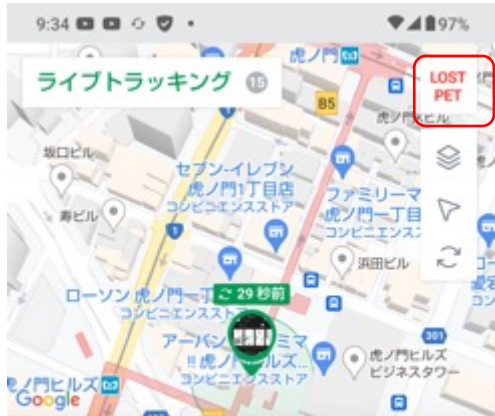 9:34
97%
ライブトラッキング 15
LOST
PET
虎ノ門
B5
虎ノ門
坂口ビル
セブン-イレブン
虎ノ門1丁目店
コンビニエンスストア
ファミリーマ
虎ノ門一丁目
コンビニエンス
寿ビル
浜田ビル
29 秒前
ローソン 虎ノ門一丁
コンビニエンススト
アーバン
ミマ
!! 虎ノ
ルズ...
コンビニエンスストア
301
虎ノ門ヒルズ
ビジネスタワー
虎ノ門ヒルズ
Google